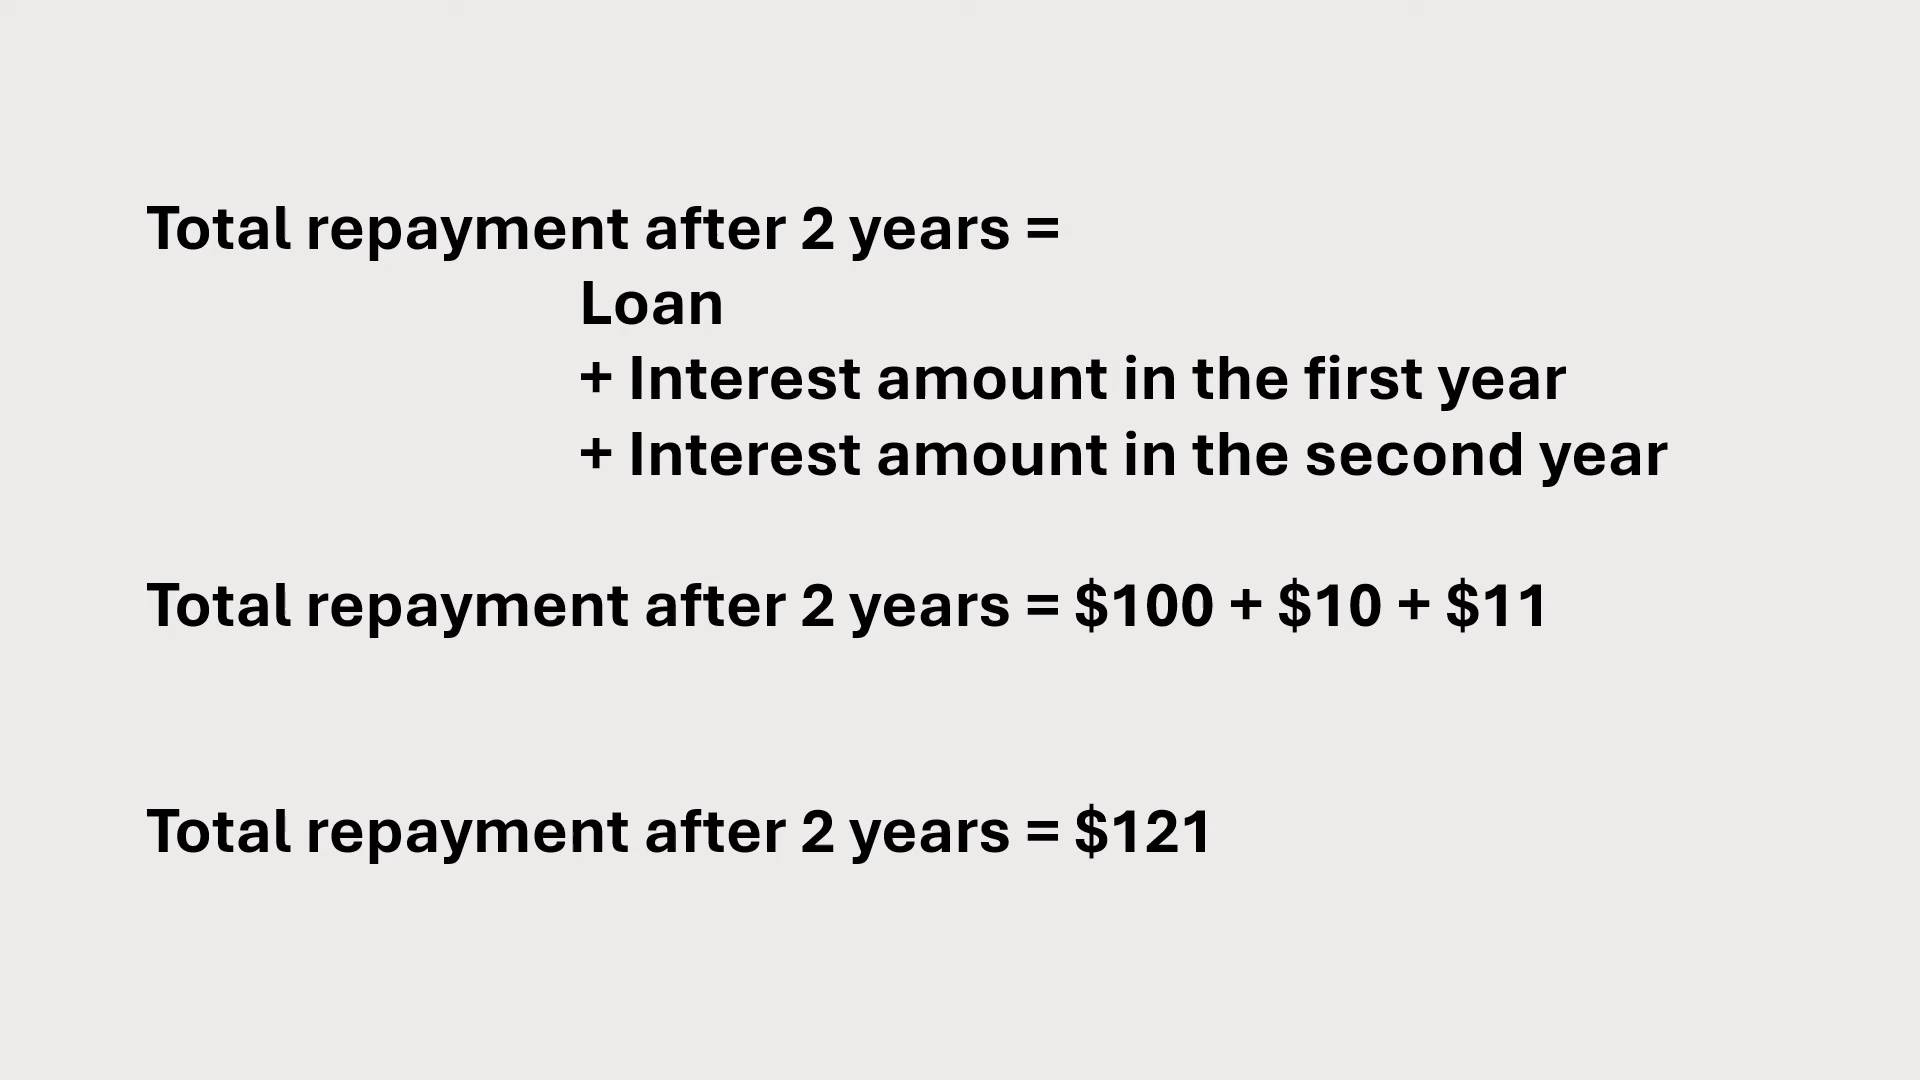 Total repayment after 2 years =
Loan
+ Interest amount in the first year
+ Interest amount in the second year
Total repayment after 2 years = $100 + $10 + $11
Total repayment after 2 years = $121